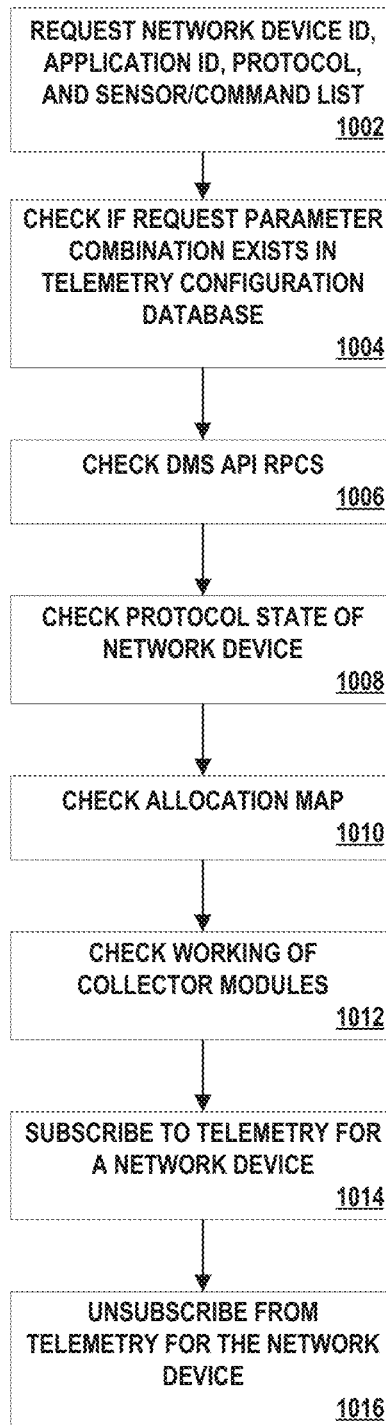 REQUEST NETWORK DEVICE ID,
APPLICATION ID, PROTOCOL,
AND SENSOR/COMMAND LIST
1002
CHECK IF REQUEST PARAMETER
COMBINATION EXISTS IN
TELEMETRY CONFIGURATION
DATABASE
1004
CHECK DMS API RPCS
1006
CHECK PROTOCOL STATE OF
NETWORK DEVICE
1008
CHECK ALLOCATION MAP
1010
CHECK WORKING OF
COLLECTOR MODULES
1012
SUBSCRIBE TO TELEMETRY FOR
A NETWORK DEVICE
1014
UNSUBSCRIBE FROM
TELEMETRY FOR THE NETWORK
DEVICE
1016